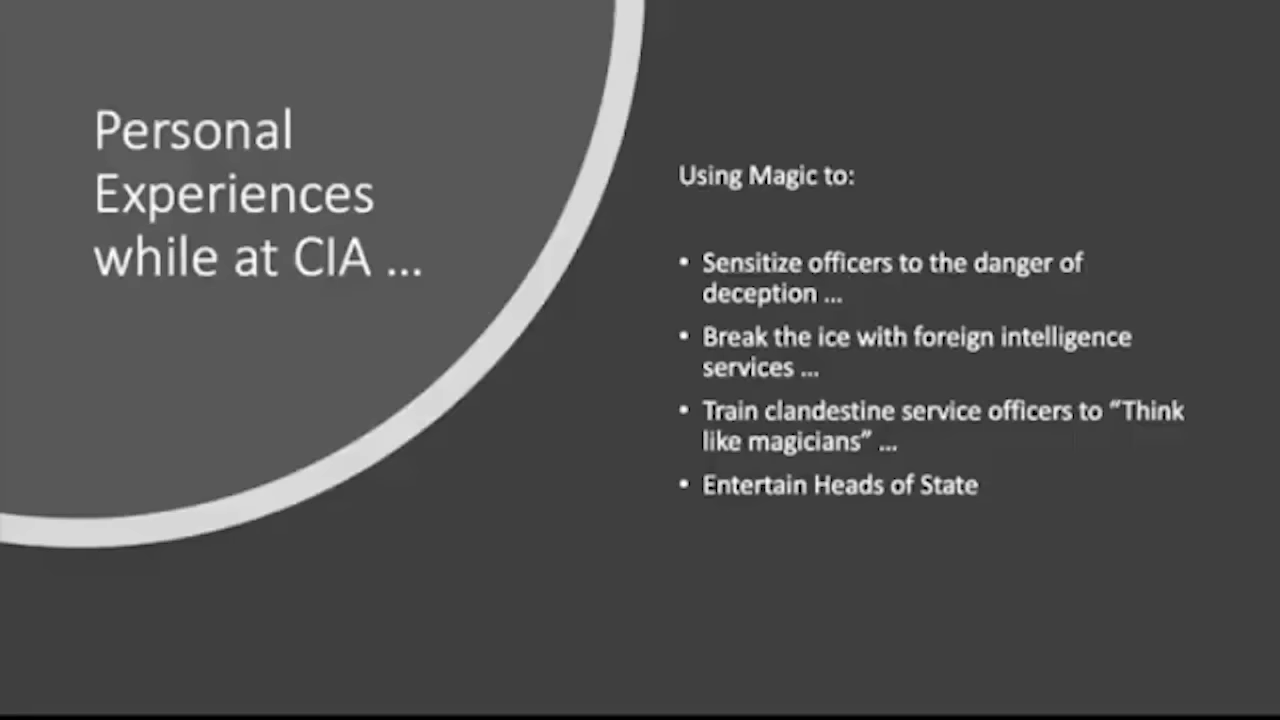 Personal
Experiences
while at CIA ...
Using Magic to:
• Sensitize officers to the danger of
deception ...
• Break the ice with foreign intelligence
services ...
• Train clandestine service officers to “Think
like magicians” ...
• Entertain Heads of State